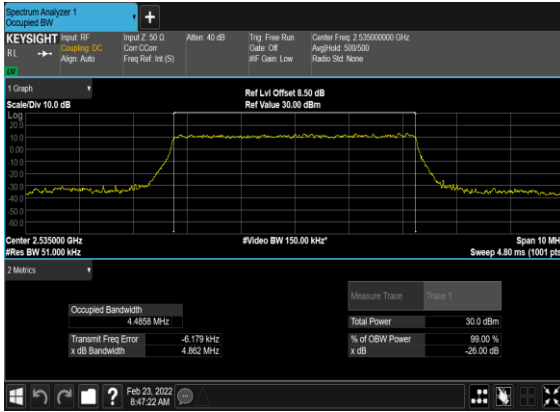 Spectrum Analyzer 1
Occupied BW
+
KEYSIGHT Input: RF Input Z: 50 Ω Atten: 40 dB Trig: Free Run Center Freq: 2.535000000 GHz
RL Coupling: DC Corr CCorr Gate: Off Avg|Hold: 500/500
Align: Auto Freq Ref: Int (S) #IF Gain: Low Radio Std: None
1 Graph
Ref Lvl Offset 8.50 dB
Scale/Div 10.0 dB Ref Value 30.00 dBm
Log
20.0
10.0
0.00
-10.0
-20.0
-30.0
-40.0
-50.0
-60.0
Center 2.535000 GHz #Video BW 150.00 kHz* Span 10 MH
#Res BW 51.000 kHz Sweep 4.80 ms (1001 pts
2 Metrics
Measure Trace Trace 1
Occupied Bandwidth
4.4858 MHz Total Power 30.0 dBm
Transmit Freq Error -6.179 kHz % of OBW Power 99.00 %
x dB Bandwidth 4.862 MHz x dB -26.00 dB
? Feb 23, 2022
8:47:22 AM